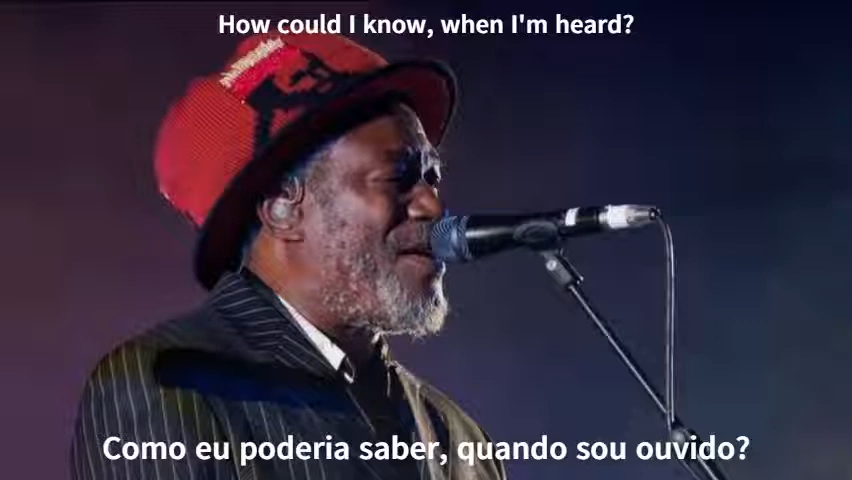 How could I know, when I'm heard?
Como eu poderia saber, quando sou ouvido?